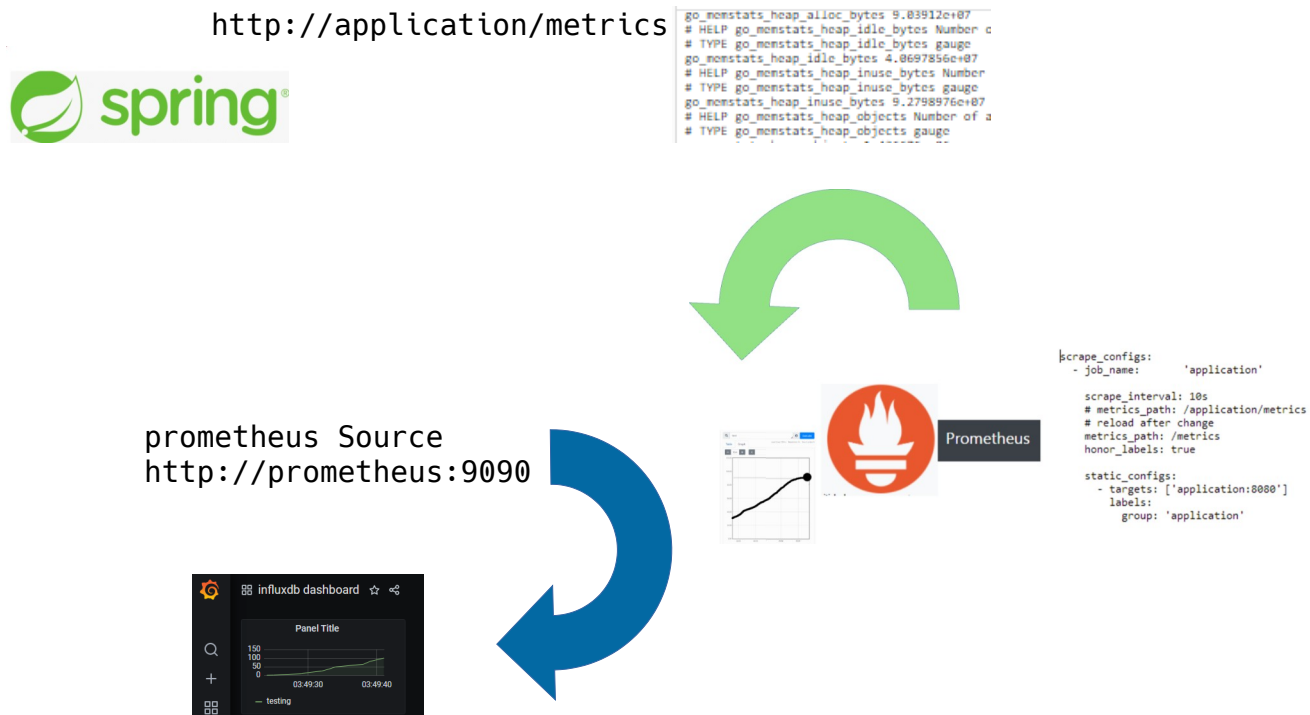 http://application/metrics
go_memstats_heap_alloc_bytes 9.03912e+07
# HELP go_memstats_heap_idle_bytes Number
# TYPE go_memstats_heap_idle_bytes gauge
go_memstats_heap_idle_bytes 4.0697856e+07
# HELP go_memstats_heap_inuse_bytes Number
# TYPE go_memstats_heap_inuse_bytes gauge
go_memstats_heap_inuse_bytes 9.2798976e+07
# HELP go_memstats_heap_objects Number of a
# TYPE go_memstats_heap_objects gauge
spring®
scrape_configs:
- job_name: 'application'
scrape_interval: 10s
# metrics_path: /application/metrics
# reload after change
metrics_path: /metrics
honor_labels: true
static_configs:
- targets: ['application:8080']
labels:
group: 'application'
Prometheus
prometheus Source
http://prometheus:9090
influxdb dashboard
Panel Title
150
100
50
0
03:49:30 03:49:40
testing